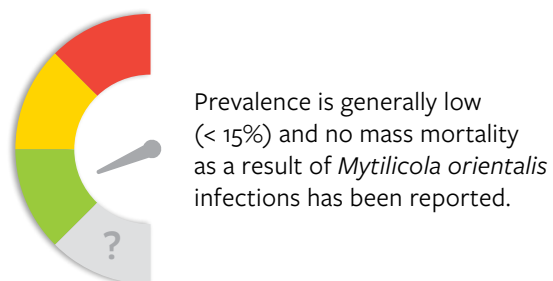 Prevalence is generally low
(< 15%) and no mass mortality
as a result of Mytilicola orientalis
infections has been reported.
?